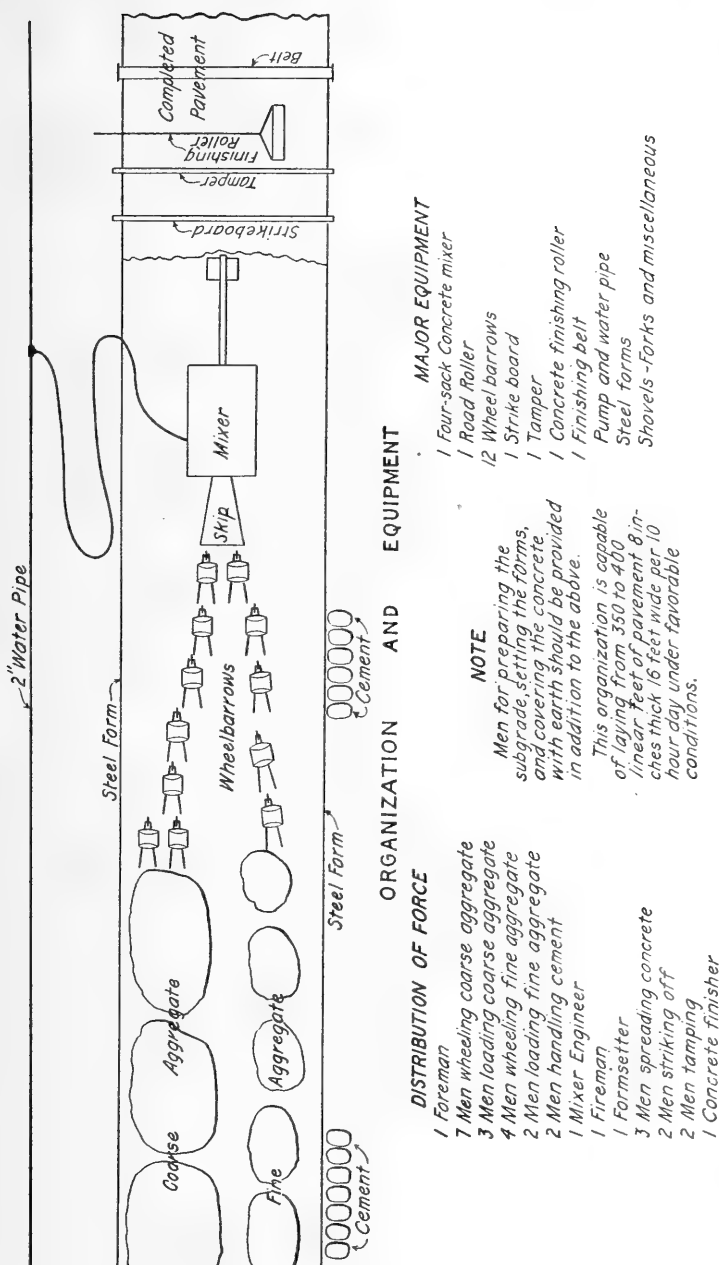 2" Water Pipe
Steel Form
Coarse Aggregate
Fine Aggregate
Wheelbarrows
Skip
Mixer
Strikeboard
Tamper
Finishing
Roller
Completed
Pavement
Belt
Cement
Cement
Steel Form
ORGANIZATION AND EQUIPMENT
DISTRIBUTION OF FORCE
1 Foreman
7 Men wheeling coarse aggregate
3 Men loading coarse aggregate
4 Men wheeling fine aggregate
2 Men loading fine aggregate
2 Men handling cement
1 Mixer Engineer
1 Fireman
1 Formsetter
3 Men spreading concrete
2 Men striking off
2 Men tamping
1 Concrete finisher
NOTE
Men for preparing the
subgrade, setting the forms,
and covering the concrete
with earth should be provided
in addition to the above.
This organization is capable
of laying from 350 to 400
linear feet of pavement 8 in-
ches thick 16 feet wide per 10
hour day under favorable
conditions.
MAJOR EQUIPMENT
1 Four-sack Concrete mixer
1 Road Roller
12 Wheelbarrows
1 Strike board
1 Tamper
1 Concrete finishing roller
1 Finishing belt
Pump and water pipe
Steel forms
Shovels-Forks and miscellaneous